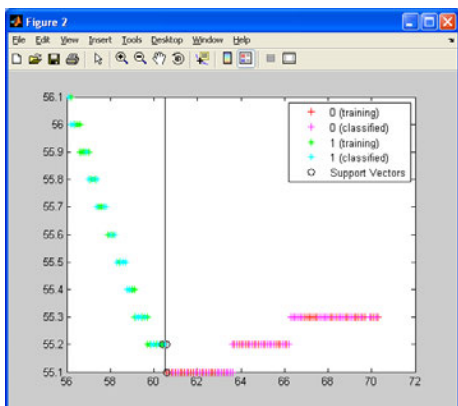 Figure 2
File Edit View Insert Tools Desktop Window Help
0 (training)
0 (classified)
1 (training)
1 (classified)
Support Vectors
56.1
56
55.9
55.8
55.7
55.6
55.5
55.4
55.3
55.2
55.1
56 58 60 62 64 66 68 70 72